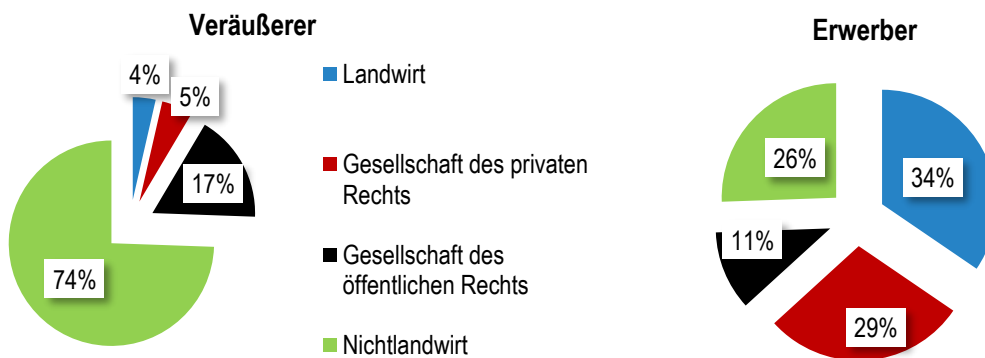 Veräußerer
4%
5%
17%
74%
Landwirt
Gesellschaft des privaten
Rechts
Gesellschaft des
öffentlichen Rechts
Nichtlandwirt
Erwerber
34%
26%
11%
29%